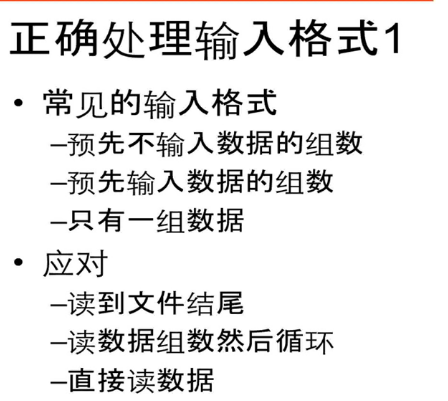 正确处理输入格式1
• 常见的输入格式
–预先不输入数据的组数
–预先输入数据的组数
–只有一组数据
• 应对
–读到文件结尾
–读数据组数然后循环
–直接读数据